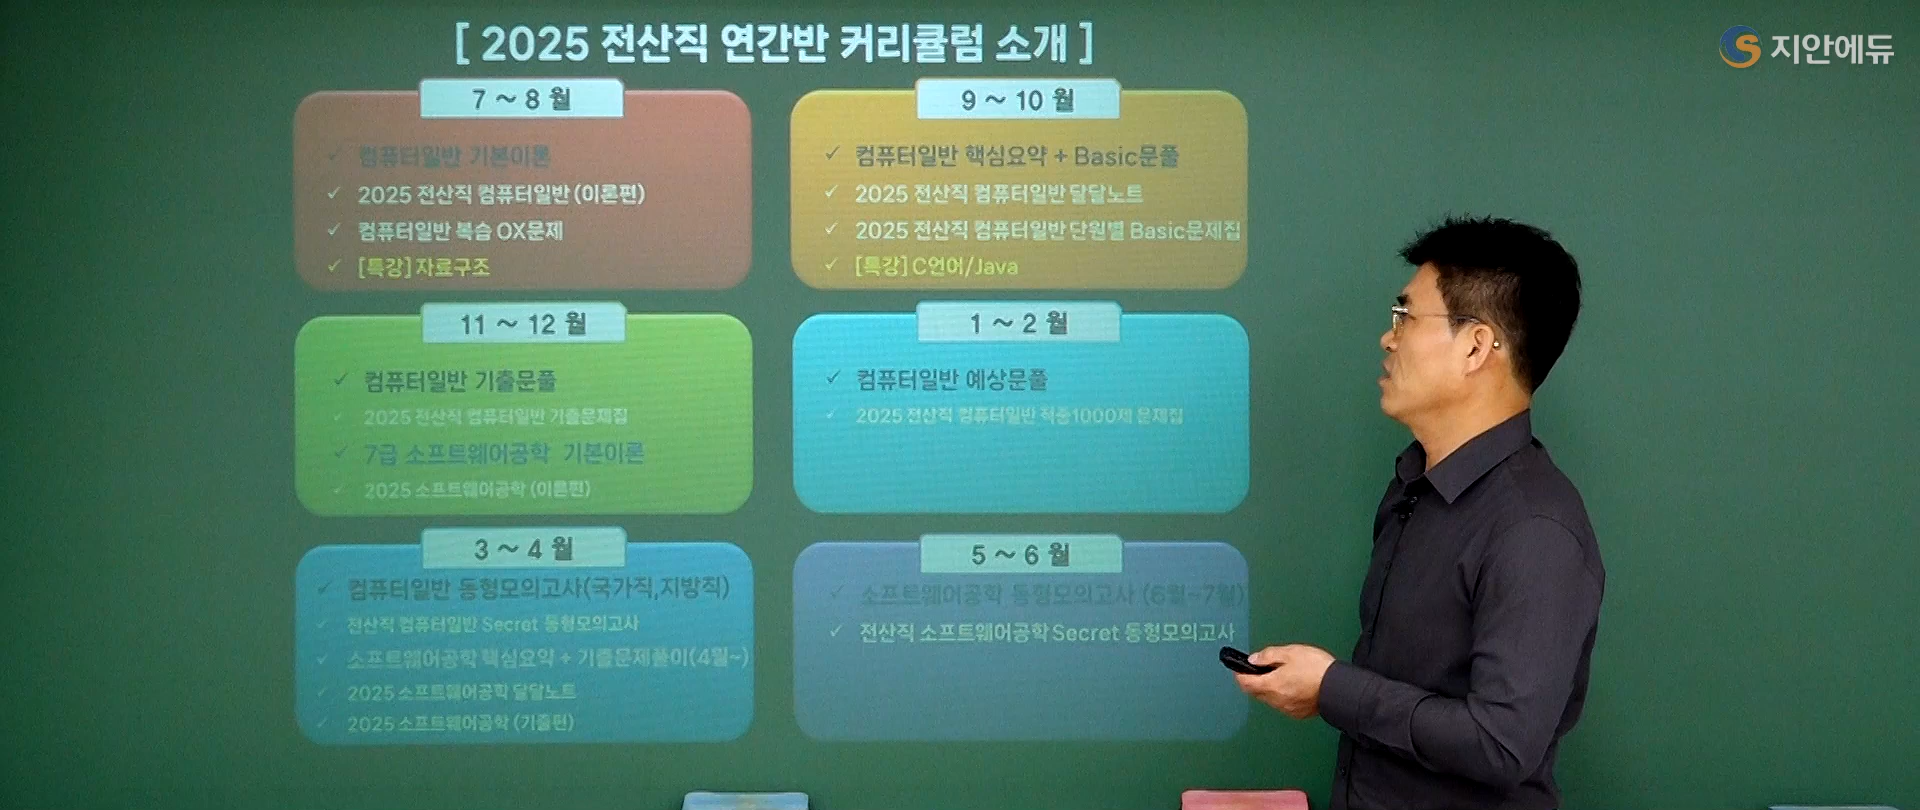 [ 2025 전산직 연간반 커리큘럼 소개 ]
지안에듀
7 ~ 8 월
✓ 컴퓨터일반 기본이론
✓ 2025 전산직 컴퓨터일반 (이론편)
✓ 컴퓨터일반 복습 OX문제
✓ [특강] 자료구조
9 ~ 10 월
✓ 컴퓨터일반 핵심요약 + Basic문풀
✓ 2025 전산직 컴퓨터일반 달달노트
✓ 2025 전산직 컴퓨터일반 단원별 Basic문제집
✓ [특강] C언어/Java
11 ~ 12 월
✓ 컴퓨터일반 기출문풀
✓ 2025 전산직 컴퓨터일반 기출문제집
✓ 7급 소프트웨어공학 기본이론
✓ 2025 소프트웨어공학 (이론편)
1 ~ 2 월
✓ 컴퓨터일반 예상문풀
✓ 2025 전산직 컴퓨터일반 적중1000제 문제집
3 ~ 4 월
✓ 컴퓨터일반 동형모의고사(국가직,지방직)
✓ 전산직 컴퓨터일반 Secret 동형모의고사
✓ 소프트웨어공학 핵심요약 + 기출문제풀이(4월~)
✓ 2025 소프트웨어공학 달달노트
✓ 2025 소프트웨어공학 (기출편)
5 ~ 6 월
✓ 소프트웨어공학 동형모의고사 (6월~7월)
✓ 전산직 소프트웨어공학 Secret 동형모의고사